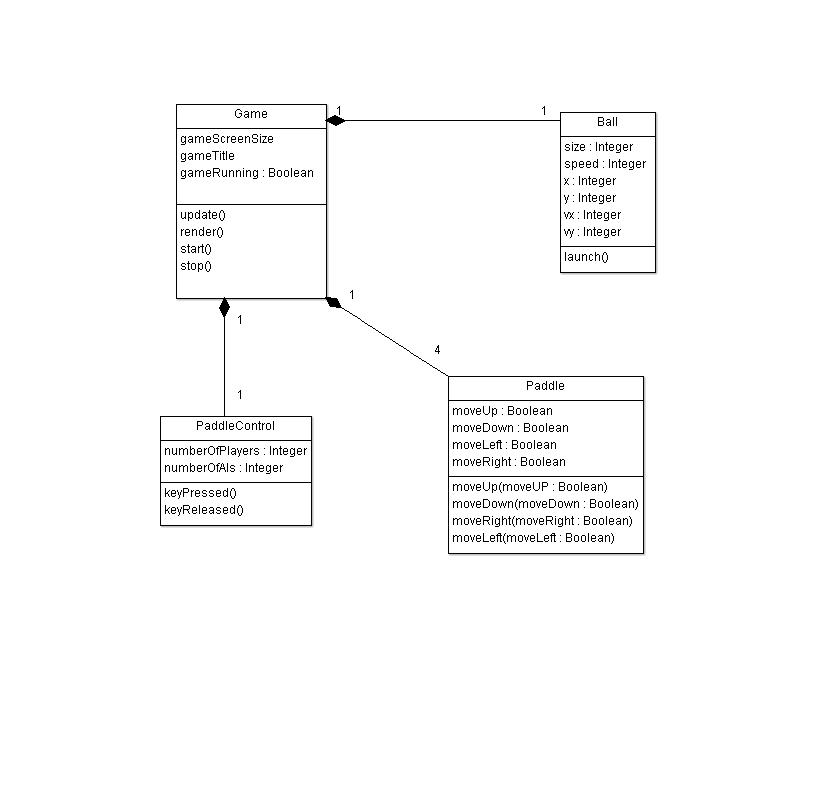 Game
gameScreenSize
gameTitle
gameRunning : Boolean
update()
render()
start()
stop()
1
1
Ball
size : Integer
speed : Integer
x : Integer
y : Integer
vx : Integer
vy : Integer
launch()
1
4
1
1
PaddleControl
numberOfPlayers : Integer
numberOfAIs : Integer
keyPressed()
keyReleased()
Paddle
moveUp : Boolean
moveDown : Boolean
moveLeft : Boolean
moveRight : Boolean
moveUp(moveUP : Boolean)
moveDown(moveDown : Boolean)
moveRight(moveRight : Boolean)
moveLeft(moveLeft : Boolean)